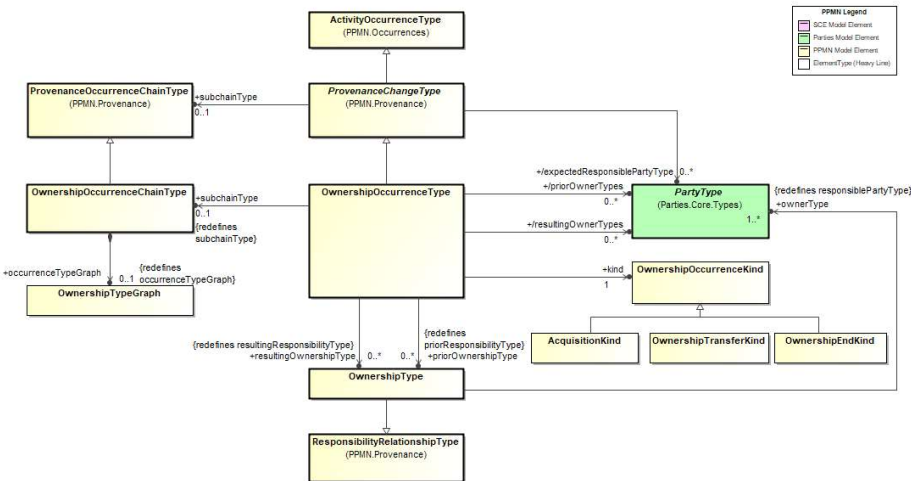 PPMN Legend
SCE Model Element
Parties Model Element
PPMN Model Element
ElementType (Heavy Line)
ActivityOccurrenceType
(PPMN.Occurrences)
ProvenanceOccurrenceChainType
(PPMN.Provenance)
+subchainType
0..1
ProvenanceChangeType
(PPMN.Provenance)
+/expectedResponsiblePartyType
0..*
OwnershipOccurrenceChainType
+subchainType
0..1
{redefines
subchainType}
OwnershipOccurrenceType
+/priorOwnerTypes
0..*
+/resultingOwnerTypes
0..*
PartyType
(Parties.Core.Types)
1..*
{redefines responsiblePartyType}
+ownerType
+occurrenceTypeGraph
0..1
{redefines
occurrenceTypeGraph}
OwnershipTypeGraph
+kind
1
OwnershipOccurrenceKind
AcquisitionKind
OwnershipTransferKind
OwnershipEndKind
{redefines resultingResponsibilityType}
+resultingOwnershipType
0..*
{redefines
priorResponsibilityType}
0..*
+priorOwnershipType
OwnershipType
ResponsibilityRelationshipType
(PPMN.Provenance)